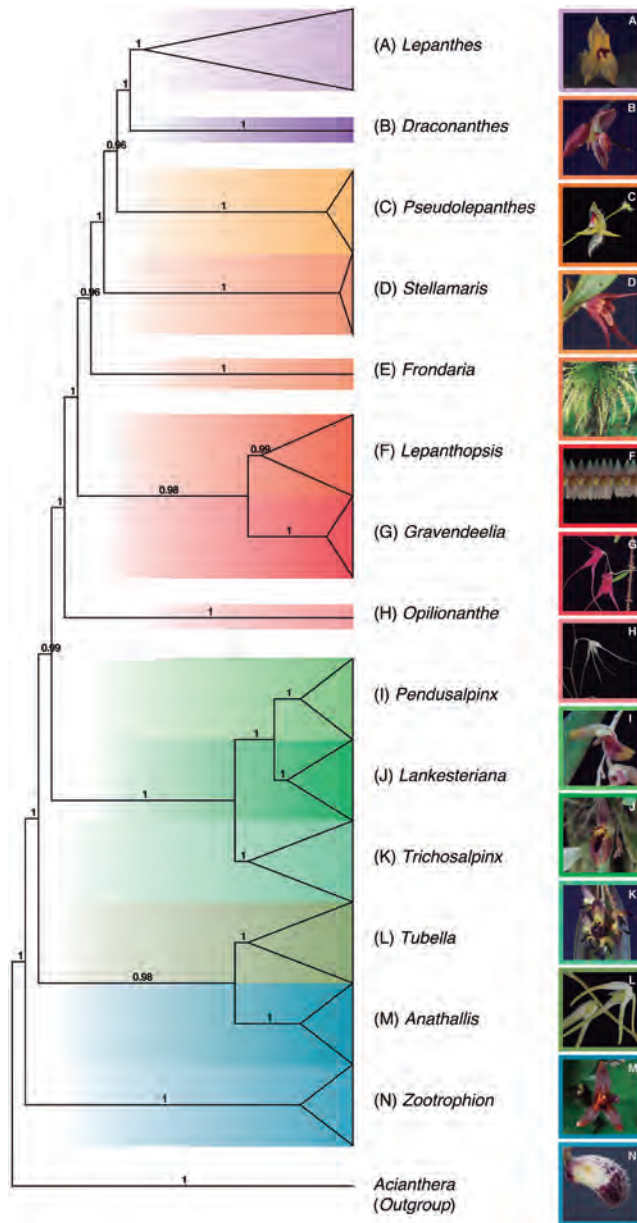 1
(A) Lepanthes
A
1
0.96
1
(B) Draconanthes
B
1
1
(C) Pseudolepanthes
C
0.96
1
(D) Stellamaris
D
1
1
(E) Frondaria
E
0.99
(F) Lepanthopsis
F
0.98
1
1
(G) Gravendeelia
G
1
(H) Opilionanthe
H
0.99
1
(I) Pendusalpinx
I
1
1
(J) Lankesteriana
J
1
1
(K) Trichosalpinx
K
1
(L) Tubella
L
1
0.98
1
(M) Anathallis
M
1
(N) Zootrophion
N
1
Acianthera
(Outgroup)